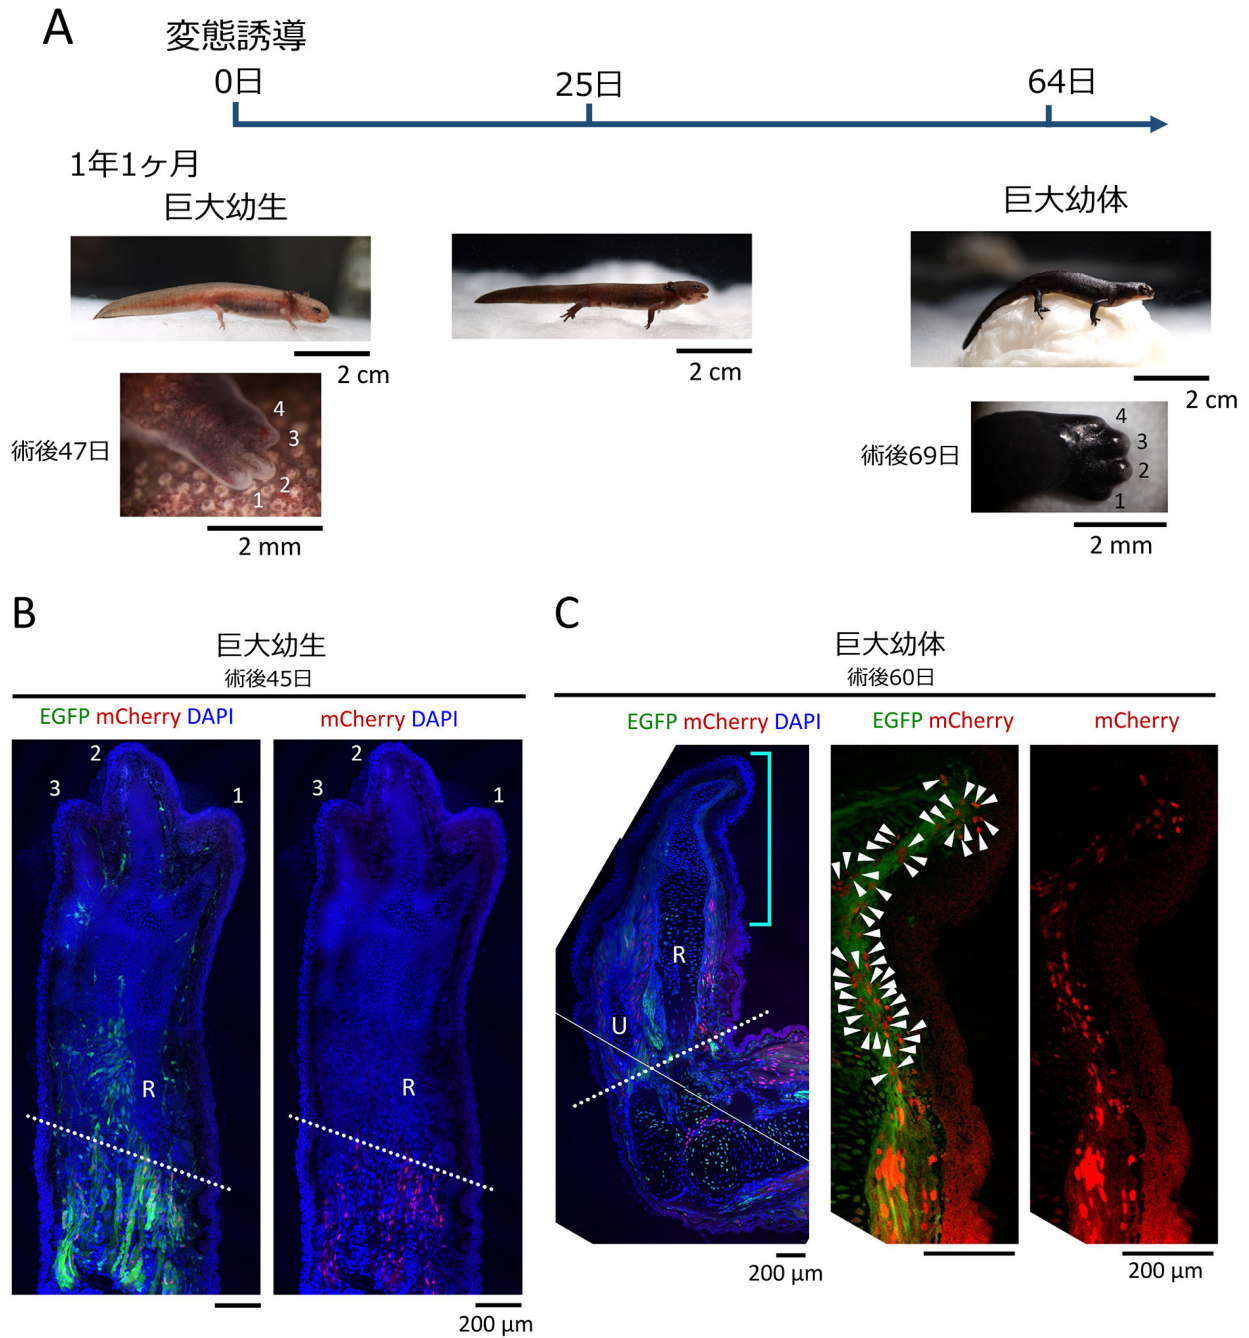 A
変態誘導
0日
25日
64日
1年1ヶ月
巨大幼生
巨大幼体
2 cm
2 cm
2 cm
術後47日
4
3
2
1
2 mm
術後69日
4
3
2
1
2 mm
B
巨大幼生
術後45日
EGFP mCherry DAPI
mCherry DAPI
2
3
1
R
2
3
1
R
200 µm
C
巨大幼体
術後60日
EGFP mCherry DAPI
EGFP mCherry
mCherry
R
U
200 µm
200 µm